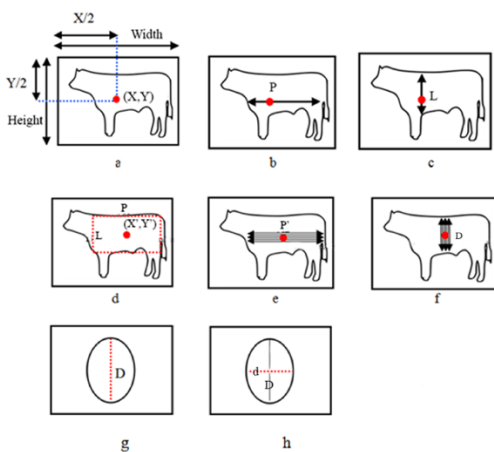 X/2
Width
Y/2
(X,Y)
Height
a
P
b
L
c
P
(X',Y')
L
d
P'
e
D
f
D
g
d
D
h